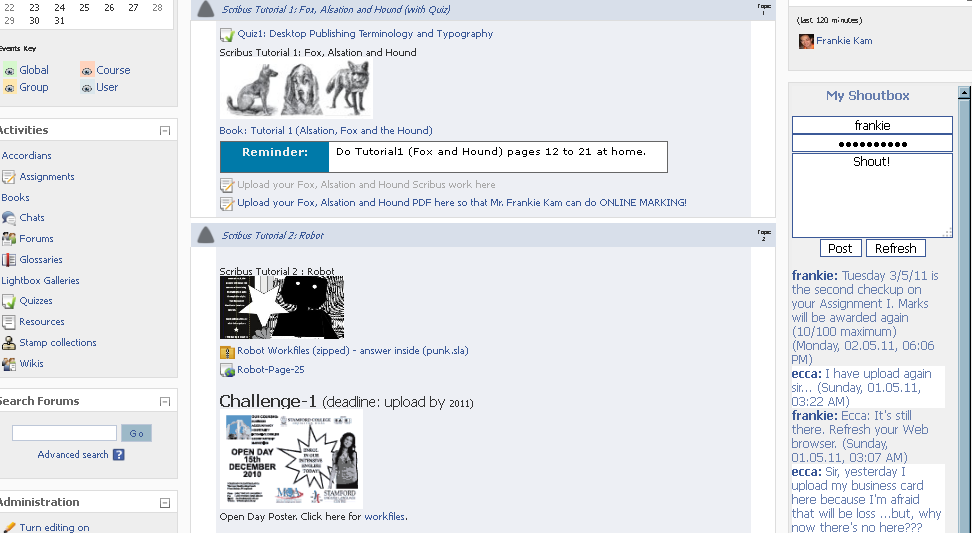 22 23 24 25 26 27 28
29 30 31
Events Key
Global Course
Group User
Activities
Accordians
Assignments
Books
Chats
Forums
Glossaries
Lightbox Galleries
Quizzes
Resources
Stamp collections
Wikis
Search Forums
Go
Advanced search ?
Administration
Turn editing on
Scribus Tutorial 1: Fox, Alsation and Hound (with Quiz)
Topic
1
Quiz1: Desktop Publishing Terminology and Typography
Scribus Tutorial 1: Fox, Alsation and Hound
Book: Tutorial 1 (Alsation, Fox and the Hound)
Reminder: Do Tutorial1 (Fox and Hound) pages 12 to 21 at home.
Upload your Fox, Alsation and Hound Scribus work here
Upload your Fox, Alsation and Hound PDF here so that Mr. Frankie Kam can do ONLINE MARKING!
Scribus Tutorial 2: Robot
Topic
2
Scribus Tutorial 2 : Robot
Robot Workfiles (zipped) - answer inside (punk.sla)
Robot-Page-25
Challenge-1 (deadline: upload by 2011)
STAMFORD COLLEGE
OPEN DAY
15th
DECEMBER
2010
ENROL
IN OUR
INTENSIVE
ENGLISH
TODAY!
MQA
STAMFORD
Open Day Poster. Click here for workfiles.
(last 120 minutes)
Frankie Kam
My Shoutbox
frankie
●●●●●●●●●●
Shout!
Post Refresh
frankie: Tuesday 3/5/11 is
the second checkup on
your Assignment I. Marks
will be awarded again
(10/100 maximum)
(Monday, 02.05.11, 06:06
PM)
ecca: I have upload again
sir... (Sunday, 01.05.11,
03:22 AM)
frankie: Ecca: It's still
there. Refresh your Web
browser. (Sunday,
01.05.11, 03:07 AM)
ecca: Sir, yesterday I
upload my business card
here because I'm afraid
that will be loss ...but, why
now there's no here???